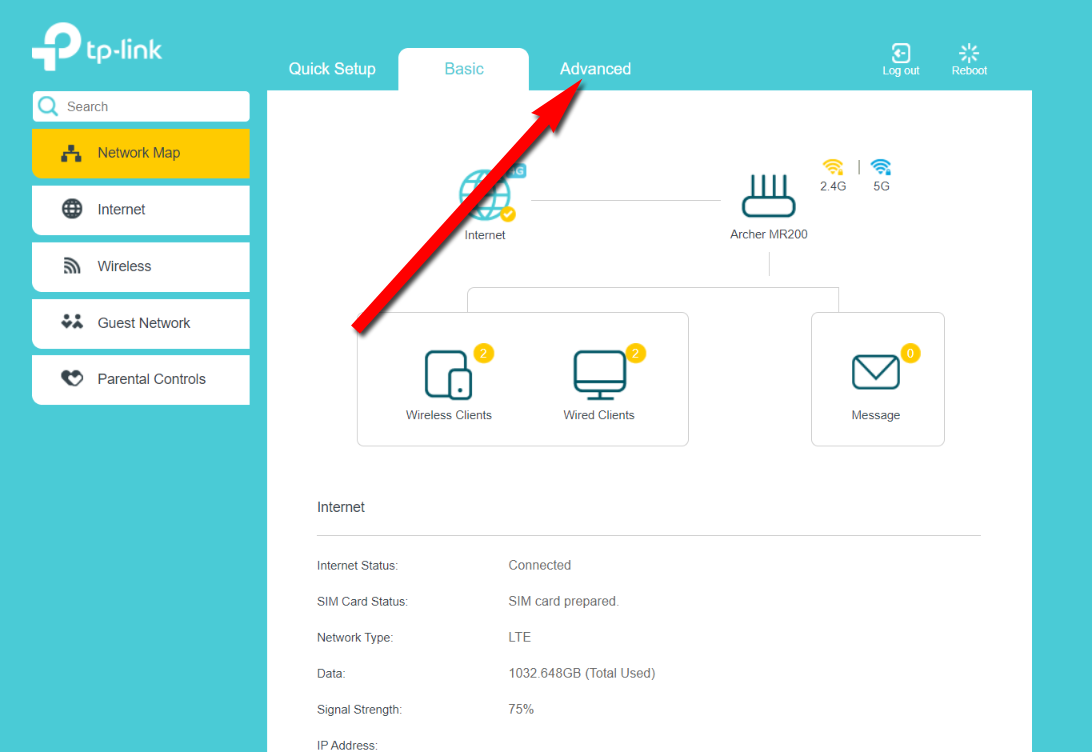 tp-link
Quick Setup
Basic
Advanced
Log out
Reboot
Search
Network Map
Internet
Wireless
Guest Network
Parental Controls
Internet
2.4G | 5G
Archer MR200
2
Wireless Clients
2
Wired Clients
0
Message
Internet
Internet Status: Connected
SIM Card Status: SIM card prepared.
Network Type: LTE
Data: 1032.648GB (Total Used)
Signal Strength: 75%
IP Address: